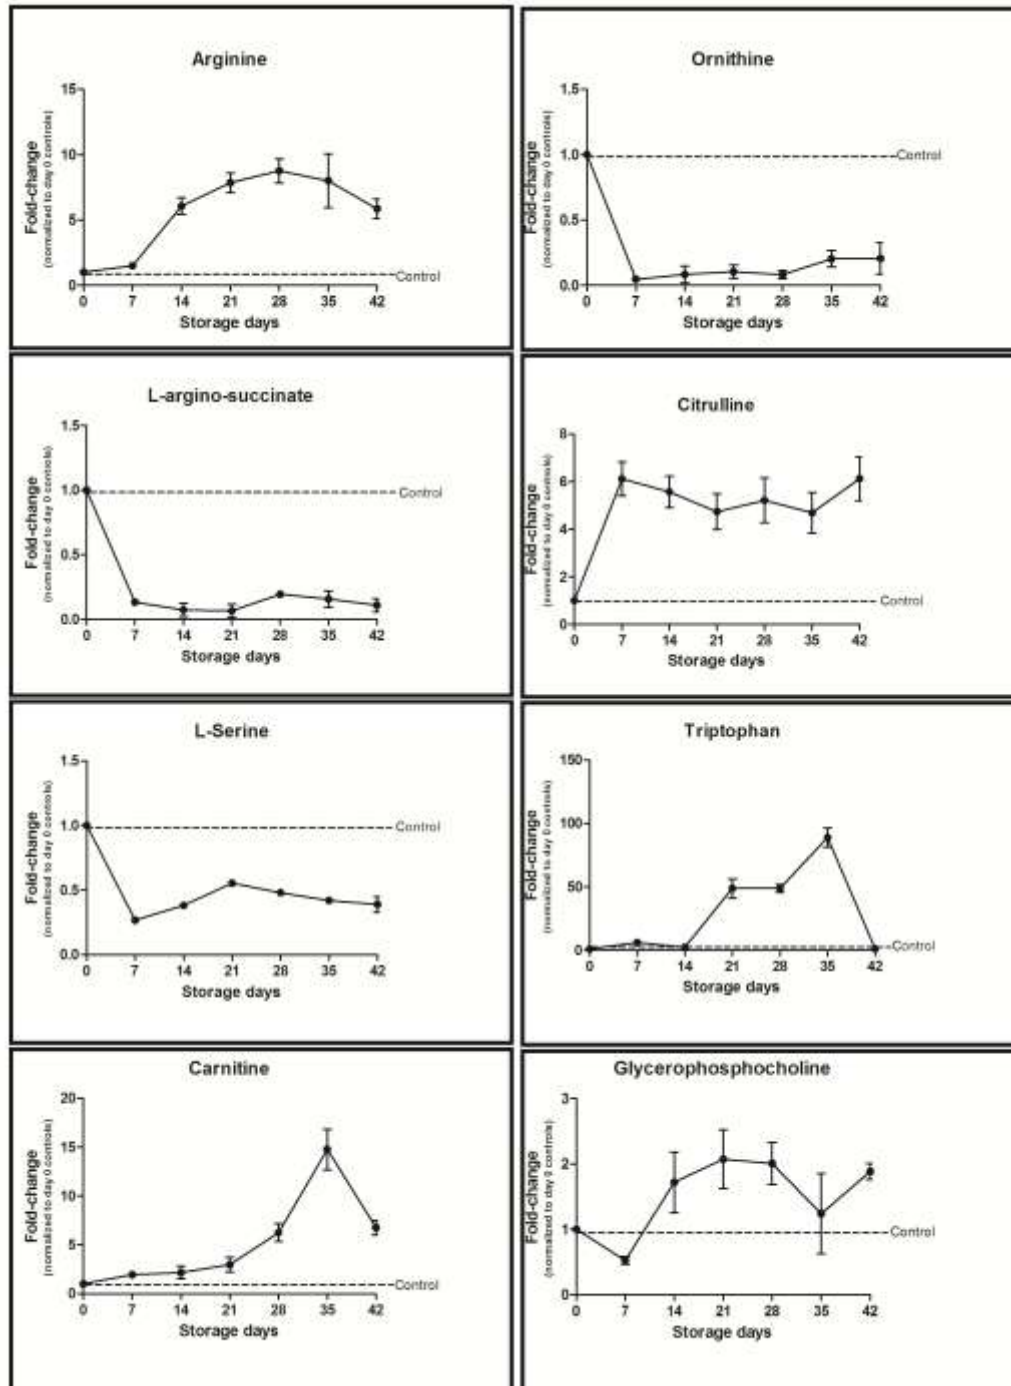 Arginine
Fold-change
(normalized to day 0 controls)
15
10
5
0
Control
0 7 14 21 28 35 42
Storage days
Ornithine
Fold-change
(normalized to day 0 controls)
1.5
1.0
0.5
0.0
Control
0 7 14 21 28 35 42
Storage days
L-argino-succinate
Fold-change
(normalized to day 0 controls)
1.5
1.0
0.5
0.0
Control
0 7 14 21 28 35 42
Storage days
Citrulline
Fold-change
(normalized to day 0 controls)
8
6
4
2
0
Control
0 7 14 21 28 35 42
Storage days
L-Serine
Fold-change
(normalized to day 0 controls)
1.5
1.0
0.5
0.0
Control
0 7 14 21 28 35 42
Storage days
Triptophan
Fold-change
(normalized to day 0 controls)
150
100
50
0
Control
0 7 14 21 28 35 42
Storage days
Carnitine
Fold-change
(normalized to day 0 controls)
20
15
10
5
0
Control
0 7 14 21 28 35 42
Storage days
Glycerophosphocholine
Fold-change
(normalized to day 0 controls)
3
2
1
0
Control
0 7 14 21 28 35 42
Storage days